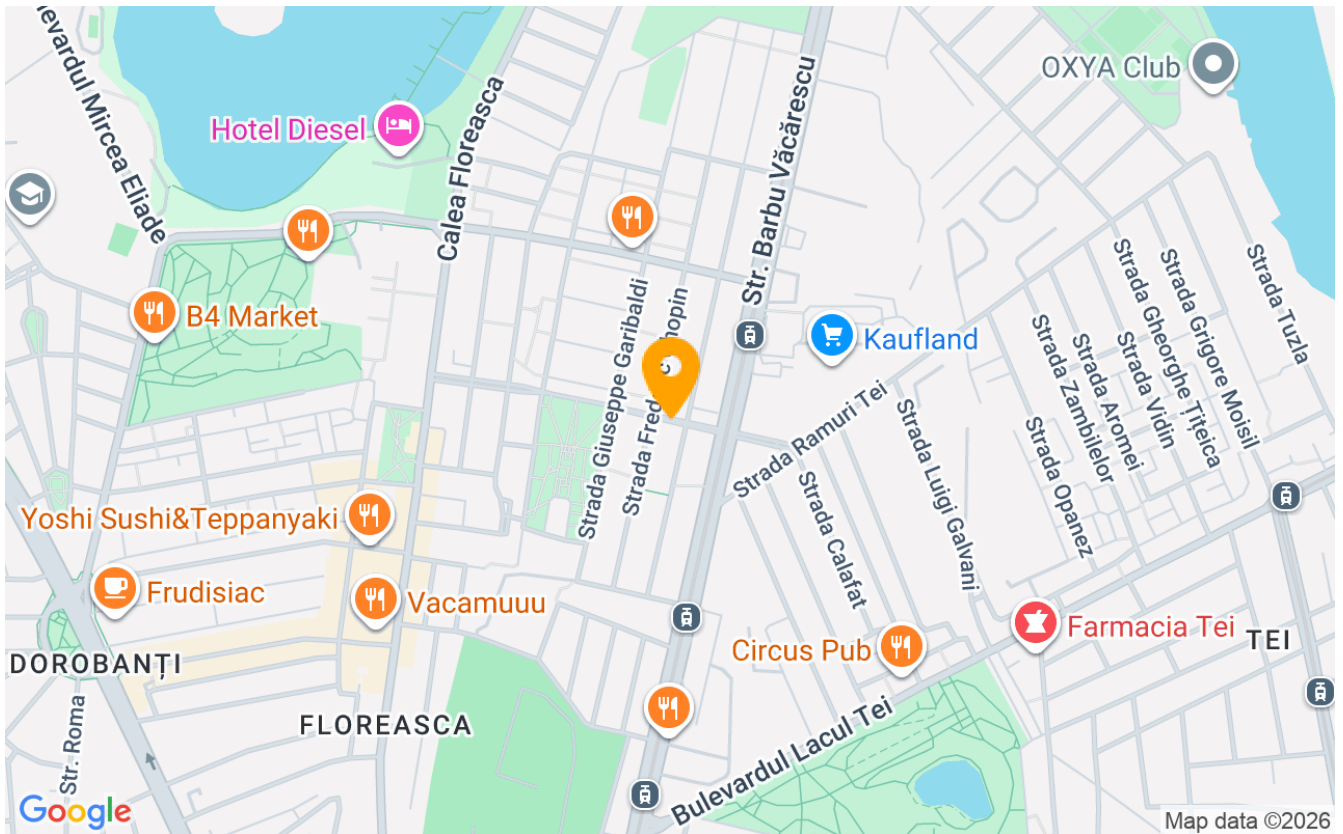 Bulevardul Mircea Eliade
OXYA Club
Hotel Diesel
Calea Floreasca
Str. Barbu Văcărescu
B4 Market
Strada Giuseppe Garibaldi
Kaufland
Strada Gheorghe Țițeica
Strada Grigore Moisil
Strada Tuzla
Strada Zambilelor
Strada Aromei
Strada Vidin
Strada Ramuri Tei
Strada Luigi Galvani
Strada Opanez
Strada Calafat
Yoshi Sushi&Teppanyaki
Frudisiac
Vacamuuu
Farmacia Tei
Circus Pub
TEI
DOROBANȚI
Str. Roma
FLOREASCA
Bulevardul Lacul Tei
Google
Map data ©2026